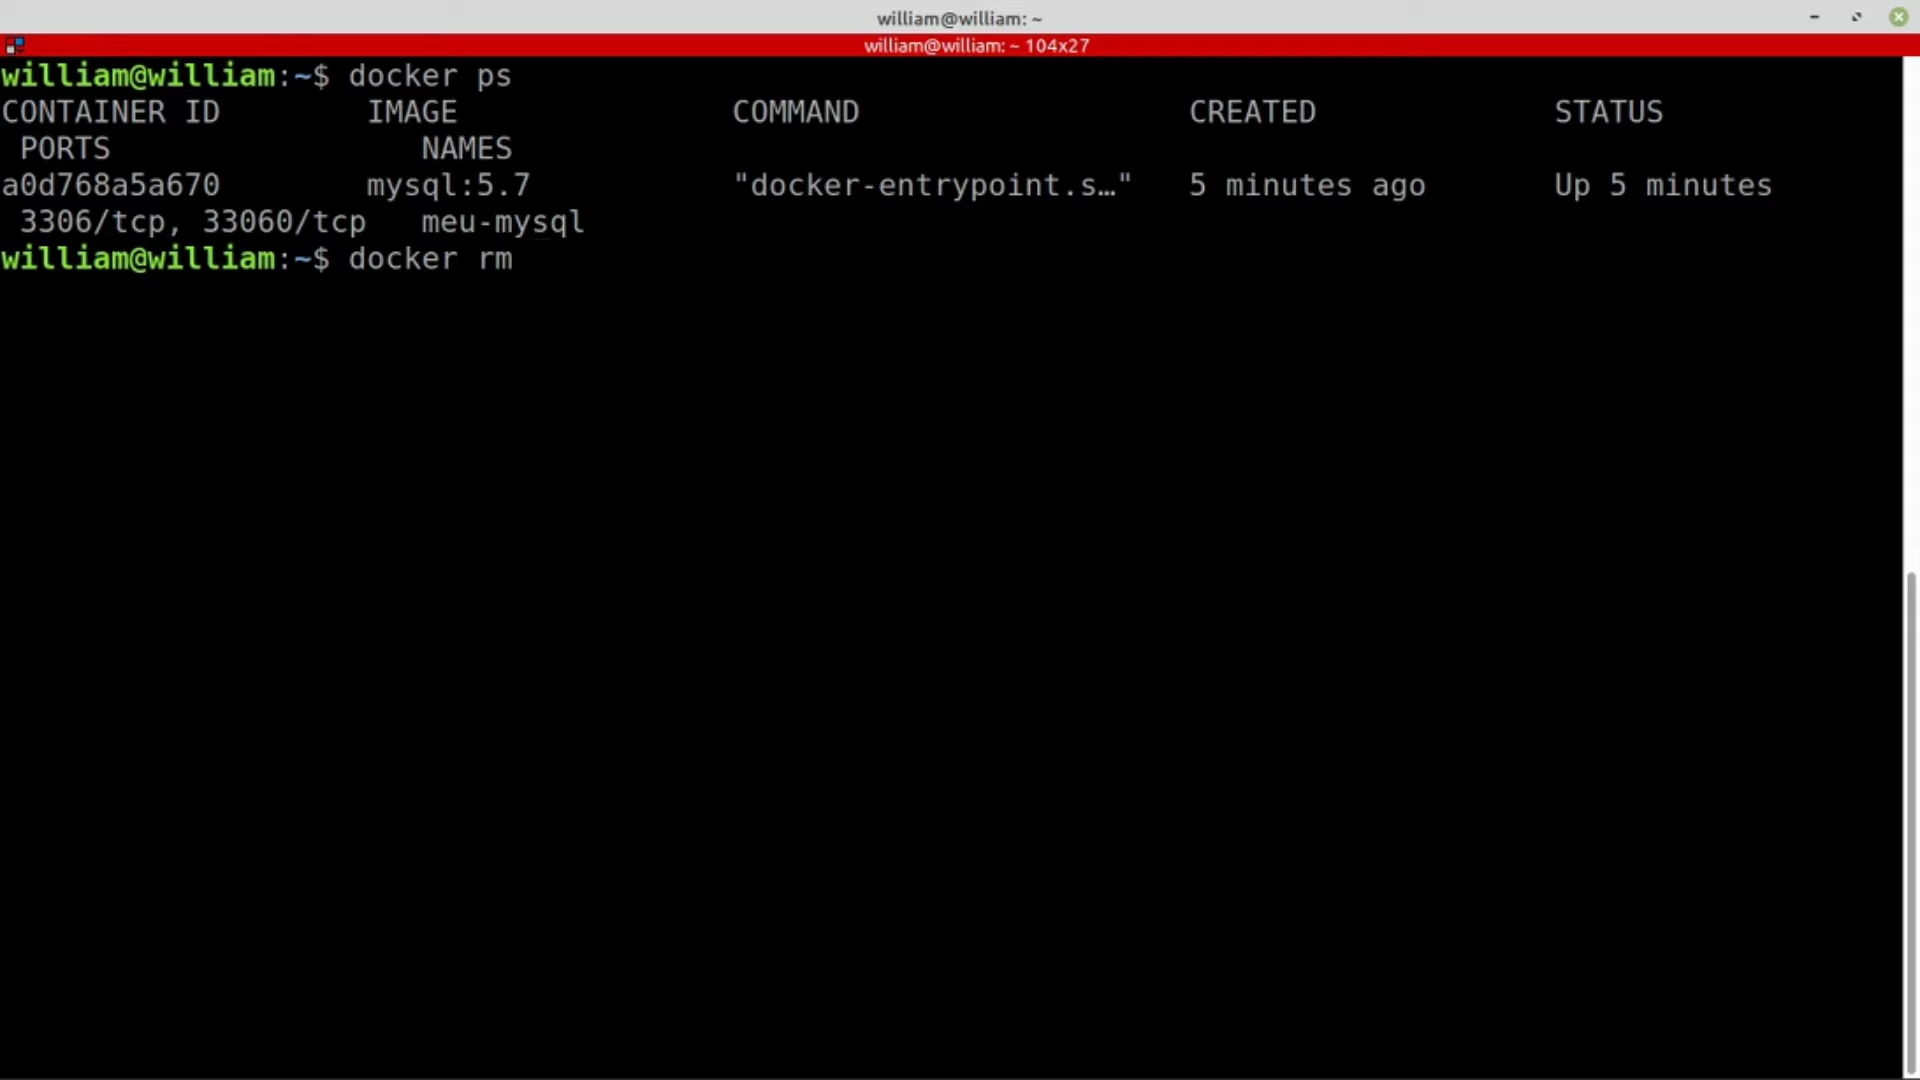 william@william: ~
william@william: ~ 104x27
william@william:~$ docker ps
CONTAINER ID        IMAGE               COMMAND                  CREATED             STATUS
 PORTS                 NAMES
a0d768a5a670        mysql:5.7           "docker-entrypoint.s…"   5 minutes ago       Up 5 minutes
 3306/tcp, 33060/tcp   meu-mysql
william@william:~$ docker rm